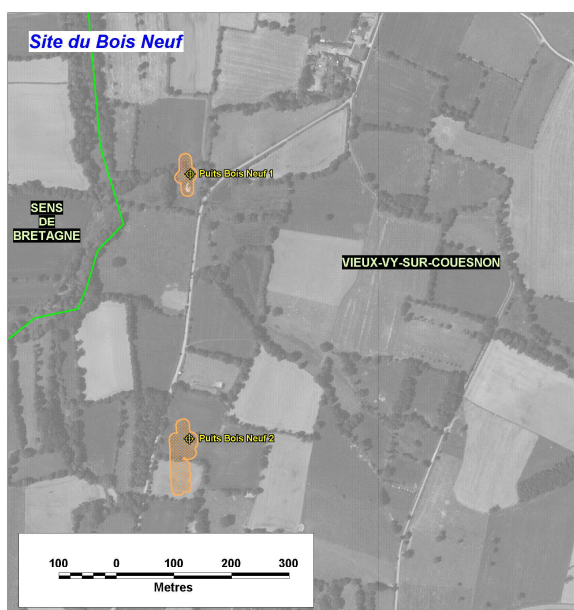 Site du Bois Neuf
Puits Bois Neuf 1
SENS
DE
BRETAGNE
VIEUX-VY-SUR-COUESNON
Puits Bois Neuf 2
100 0 100 200 300
Metres